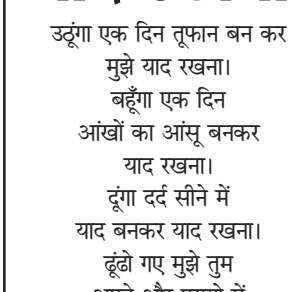 उठूंगा एक दिन तूफान बन कर
मुझे याद रखना।
बहूँगा एक दिन
आंखों का आंसू बनकर
याद रखना।
दूंगा दर्द सीने में
याद बनकर याद रखना।
ढूंढो गए मुझे तुम